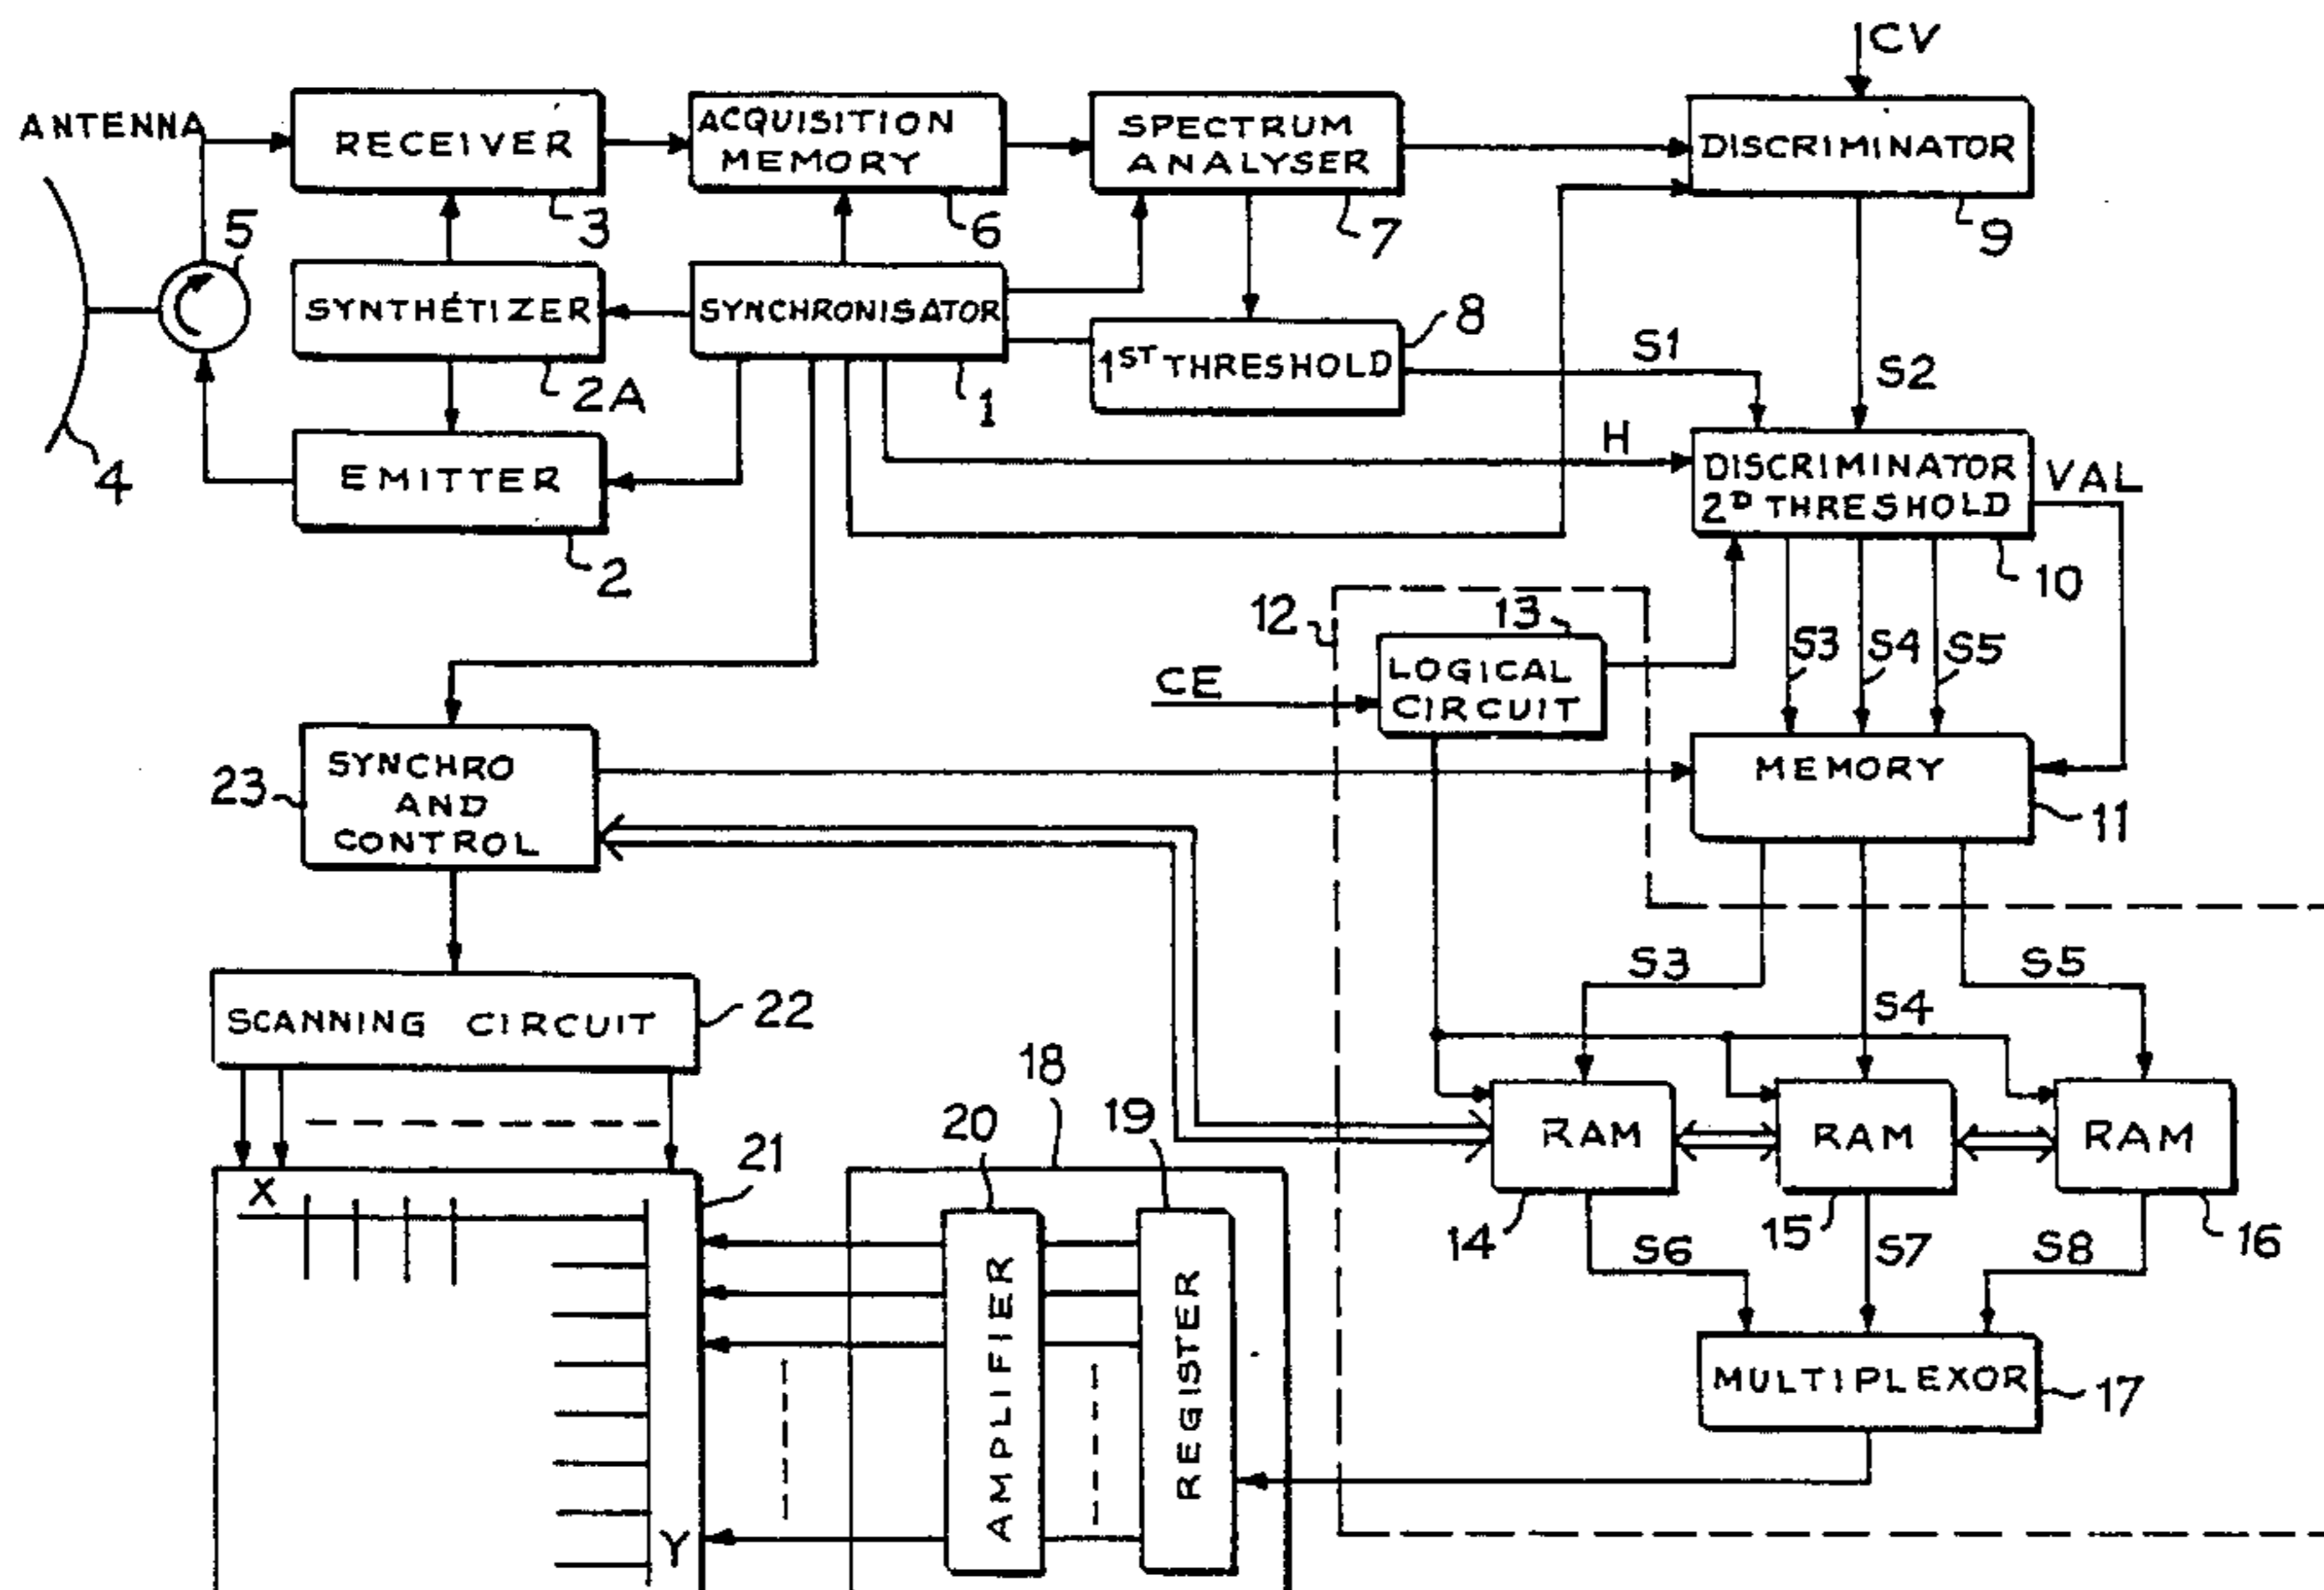 CV
ANTENNA
RECEIVER
3
ACQUISITION
MEMORY
6
SPECTRUM
ANALYSER
7
DISCRIMINATOR
9
5
SYNTHÉTIZER
2A
SYNCHRONISATOR
1
1ST THRESHOLD
8
S1
S2
4
EMITTER
2
H
DISCRIMINATOR
2D THRESHOLD
VAL
10
12
13
LOGICAL
CIRCUIT
CE
S3
S4
S5
SYNCHRO
AND
CONTROL
23
MEMORY
11
S3
S4
S5
SCANNING CIRCUIT
22
18
20
19
21
RAM
RAM
RAM
14
15
16
S6
S7
S8
X
Y
AMPLIFIER
REGISTER
MULTIPLEXOR
17